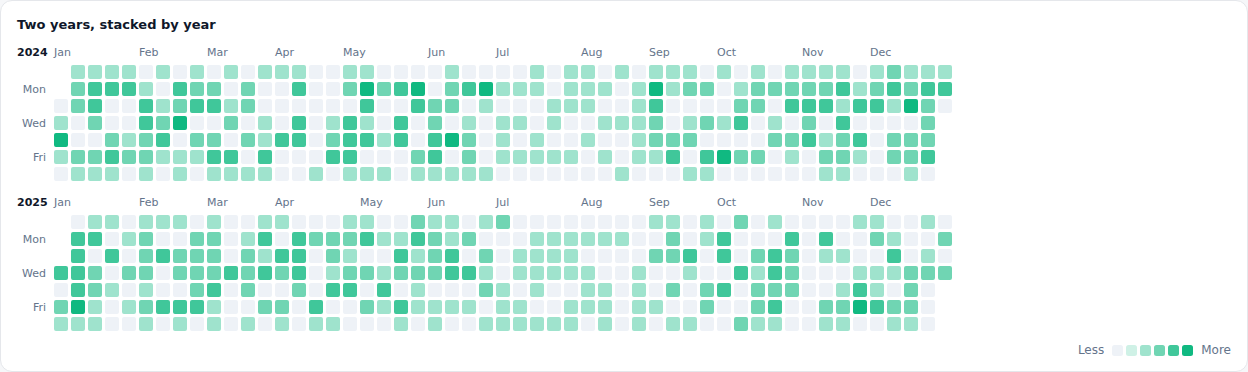 Two years, stacked by year
2024 Jan Feb Mar Apr May Jun Jul Aug Sep Oct Nov Dec
Mon
Wed
Fri
2025 Jan Feb Mar Apr May Jun Jul Aug Sep Oct Nov Dec
Mon
Wed
Fri
Less More